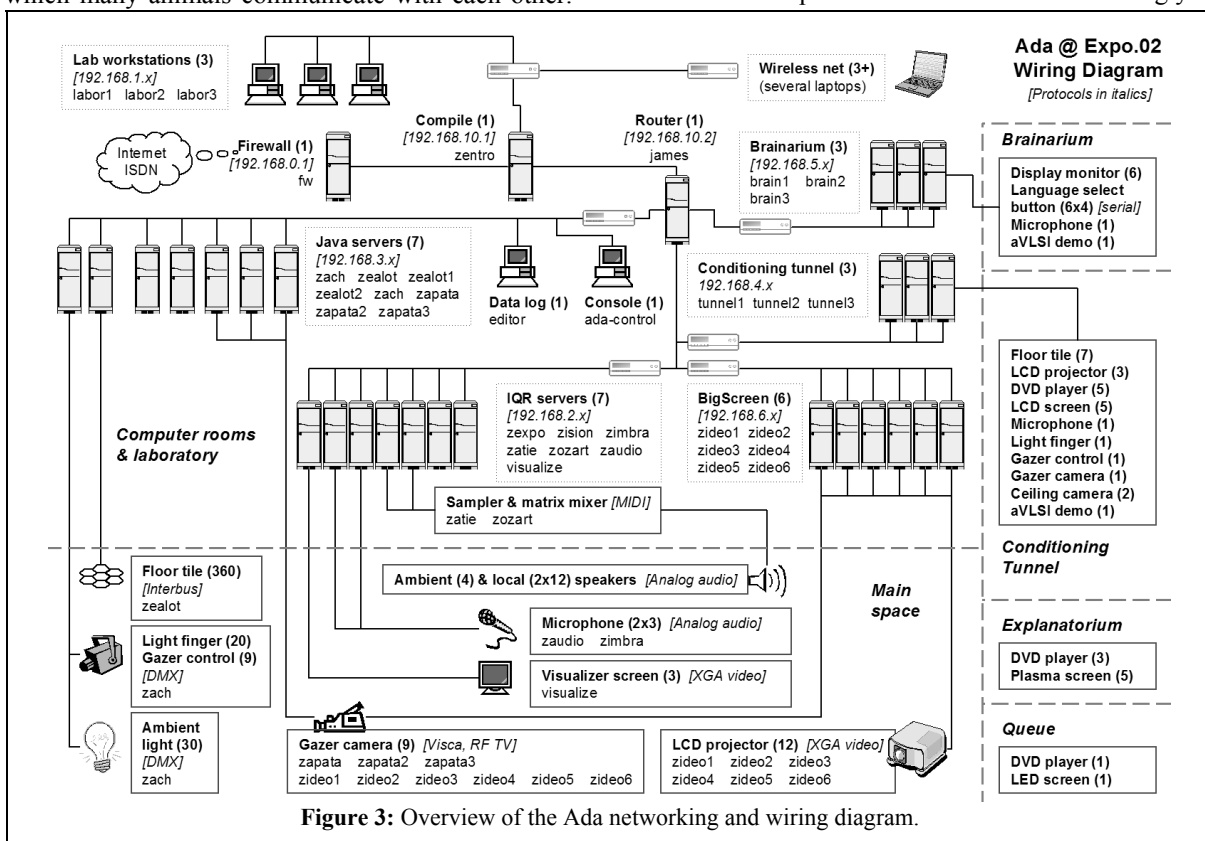 which many animals communicate with each other.
Lab workstations (3)
[192.168.1.x]
labor1 labor2 labor3
Wireless net (3+)
(several laptops)
Ada @ Expo.02
Wiring Diagram
[Protocols in italics]
Internet
ISDN
Firewall (1)
[192.168.0.1]
fw
Compile (1)
[192.168.10.1]
zentro
Router (1)
[192.168.10.2]
james
Brainarium (3)
[192.168.5.x]
brain1 brain2
brain3
Brainarium
Display monitor (6)
Language select
button (6x4) [serial]
Microphone (1)
aVLSI demo (1)
Java servers (7)
[192.168.3.x]
zach zealot zealot1
zealot2 zach zapata
zapata2 zapata3
Data log (1)
editor
Console (1)
ada-control
Conditioning tunnel (3)
192.168.4.x
tunnel1 tunnel2 tunnel3
Floor tile (7)
LCD projector (3)
DVD player (5)
LCD screen (5)
Microphone (1)
Light finger (1)
Gazer control (1)
Gazer camera (1)
Ceiling camera (2)
aVLSI demo (1)
Conditioning
Tunnel
Computer rooms
& laboratory
IQR servers (7)
[192.168.2.x]
zexpo zision zimbra
zatie zozart zaudio
visualize
BigScreen (6)
[192.168.6.x]
zideo1 zideo2
zideo3 zideo4
zideo5 zideo6
Sampler & matrix mixer [MIDI]
zatie zozart
Floor tile (360)
[Interbus]
zealot
Ambient (4) & local (2x12) speakers [Analog audio]
Main
space
Light finger (20)
Gazer control (9)
[DMX]
zach
Microphone (2x3) [Analog audio]
zaudio zimbra
Visualizer screen (3) [XGA video]
visualize
Explanatorium
DVD player (3)
Plasma screen (5)
Ambient
light (30)
[DMX]
zach
Gazer camera (9) [Visca, RF TV]
zapata zapata2 zapata3
zideo1 zideo2 zideo3 zideo4 zideo5 zideo6
LCD projector (12) [XGA video]
zideo1 zideo2 zideo3
zideo4 zideo5 zideo6
Queue
DVD player (1)
LED screen (1)
Figure 3: Overview of the Ada networking and wiring diagram.